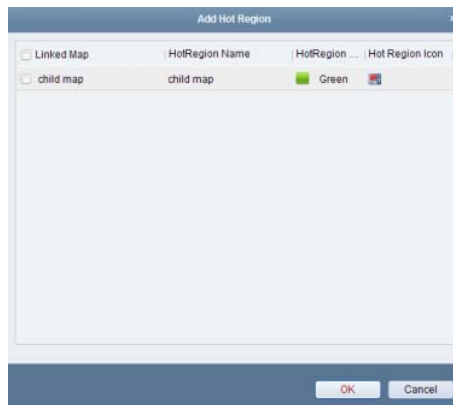 Add Hot Region
Linked Map HotRegion Name HotRegion ... Hot Region Icon
child map child map Green
OK Cancel